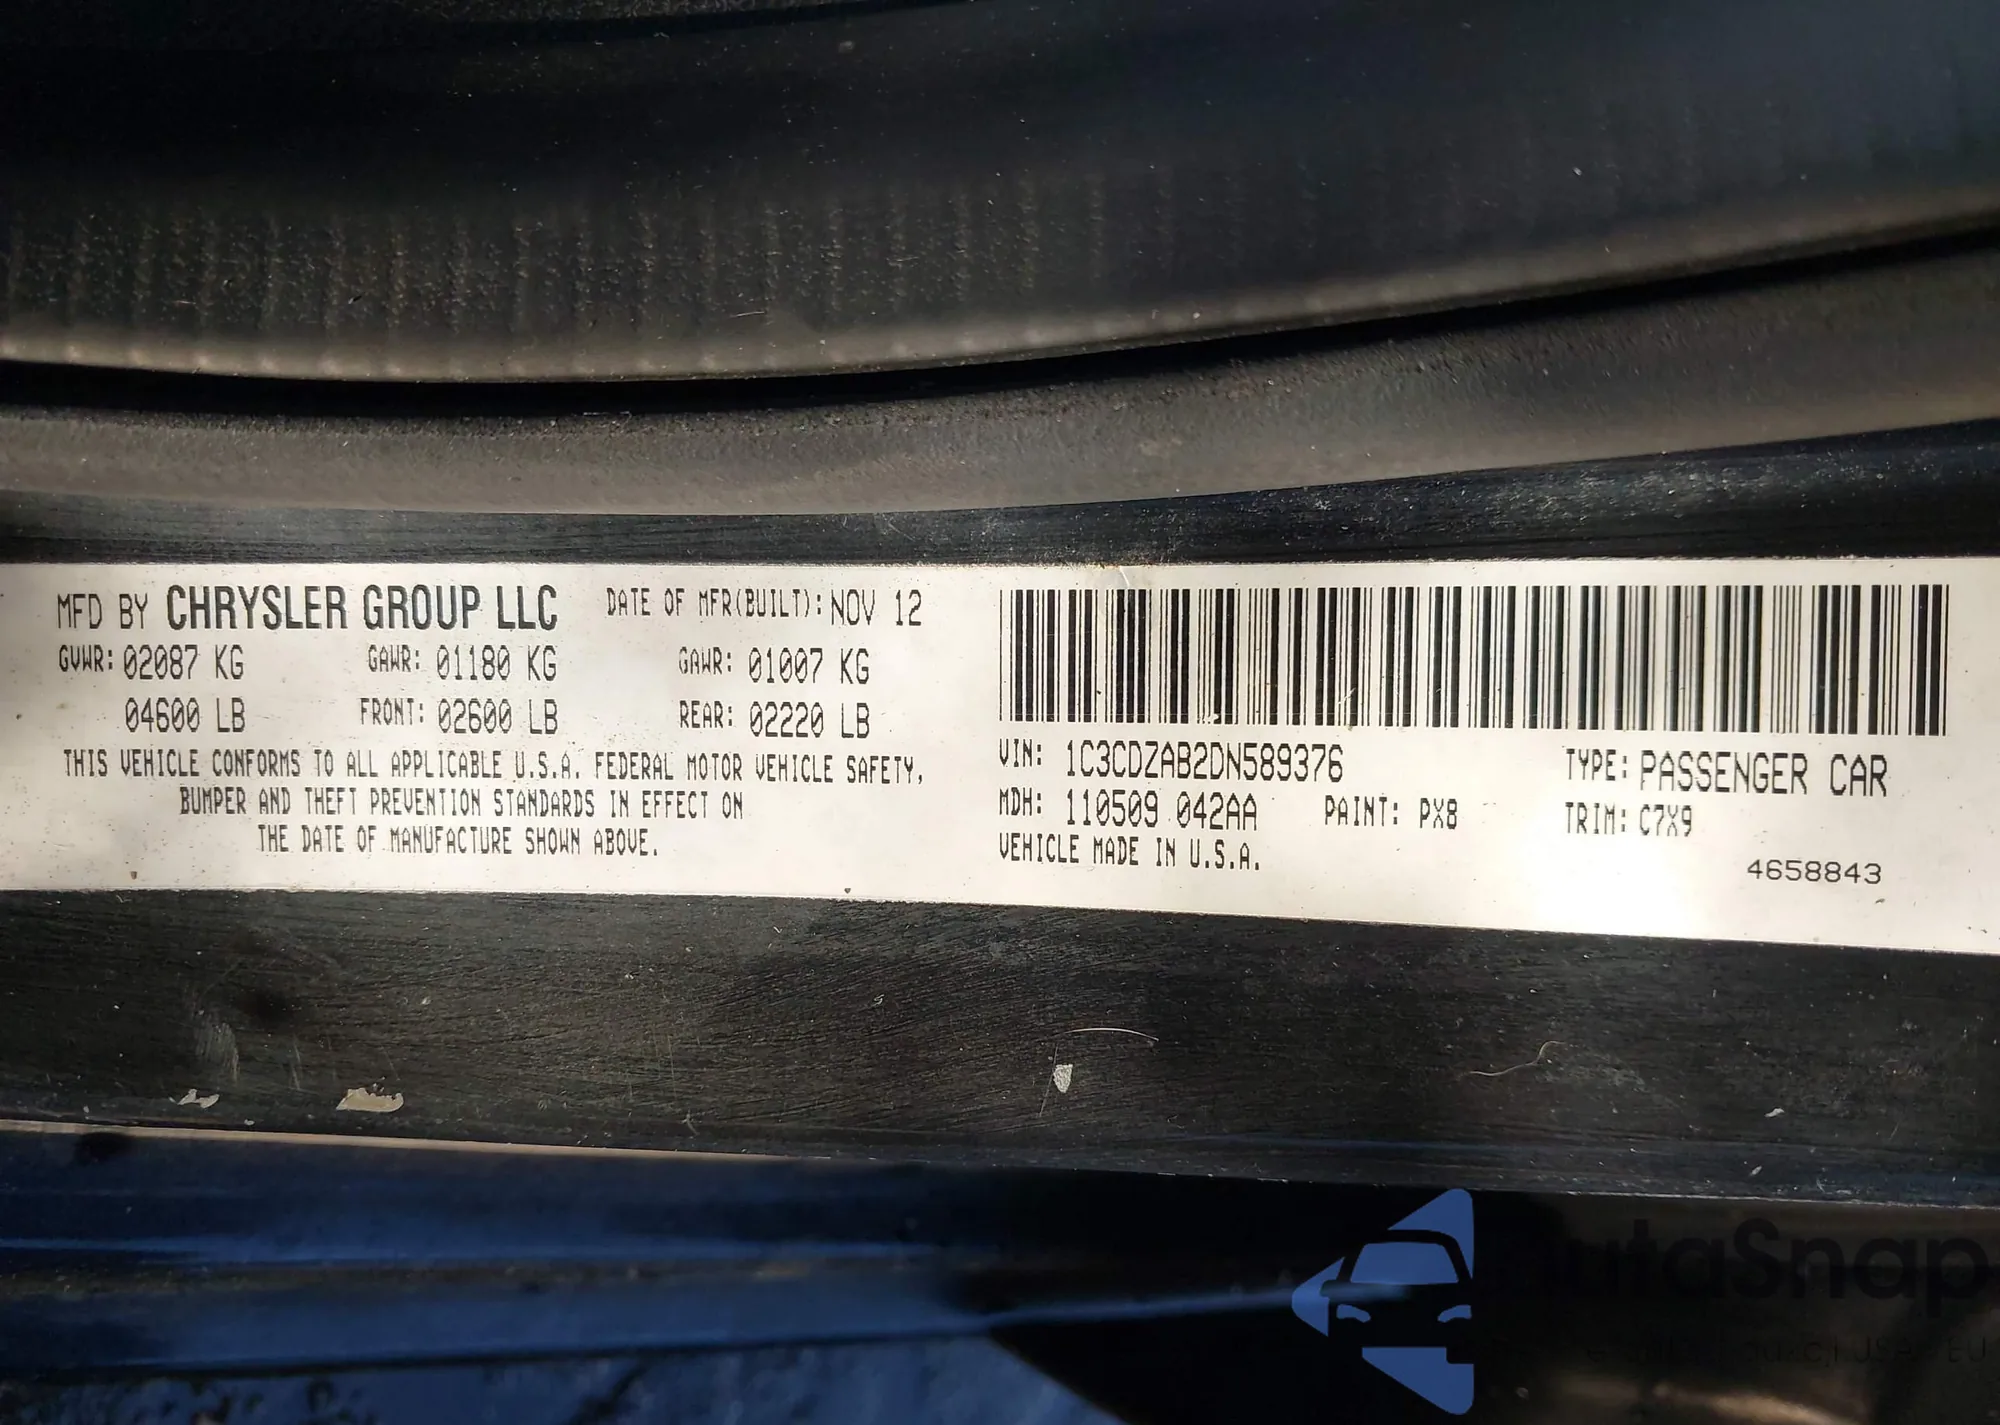 MFD BY CHRYSLER GROUP LLC DATE OF MFR(BUILT): NOV 12
GVWR: 02087 KG GAWR: 01180 KG GAWR: 01007 KG
04600 LB FRONT: 02600 LB REAR: 02220 LB
THIS VEHICLE CONFORMS TO ALL APPLICABLE U.S.A. FEDERAL MOTOR VEHICLE SAFETY,
BUMPER AND THEFT PREVENTION STANDARDS IN EFFECT ON
THE DATE OF MANUFACTURE SHOWN ABOVE.
VIN: 1C3CDZAB2DN589376 TYPE: PASSENGER CAR
MDH: 110509 042AA PAINT: PX8 TRIM: C7X9
VEHICLE MADE IN U.S.A.
4658843
AutaSnap
USA EU